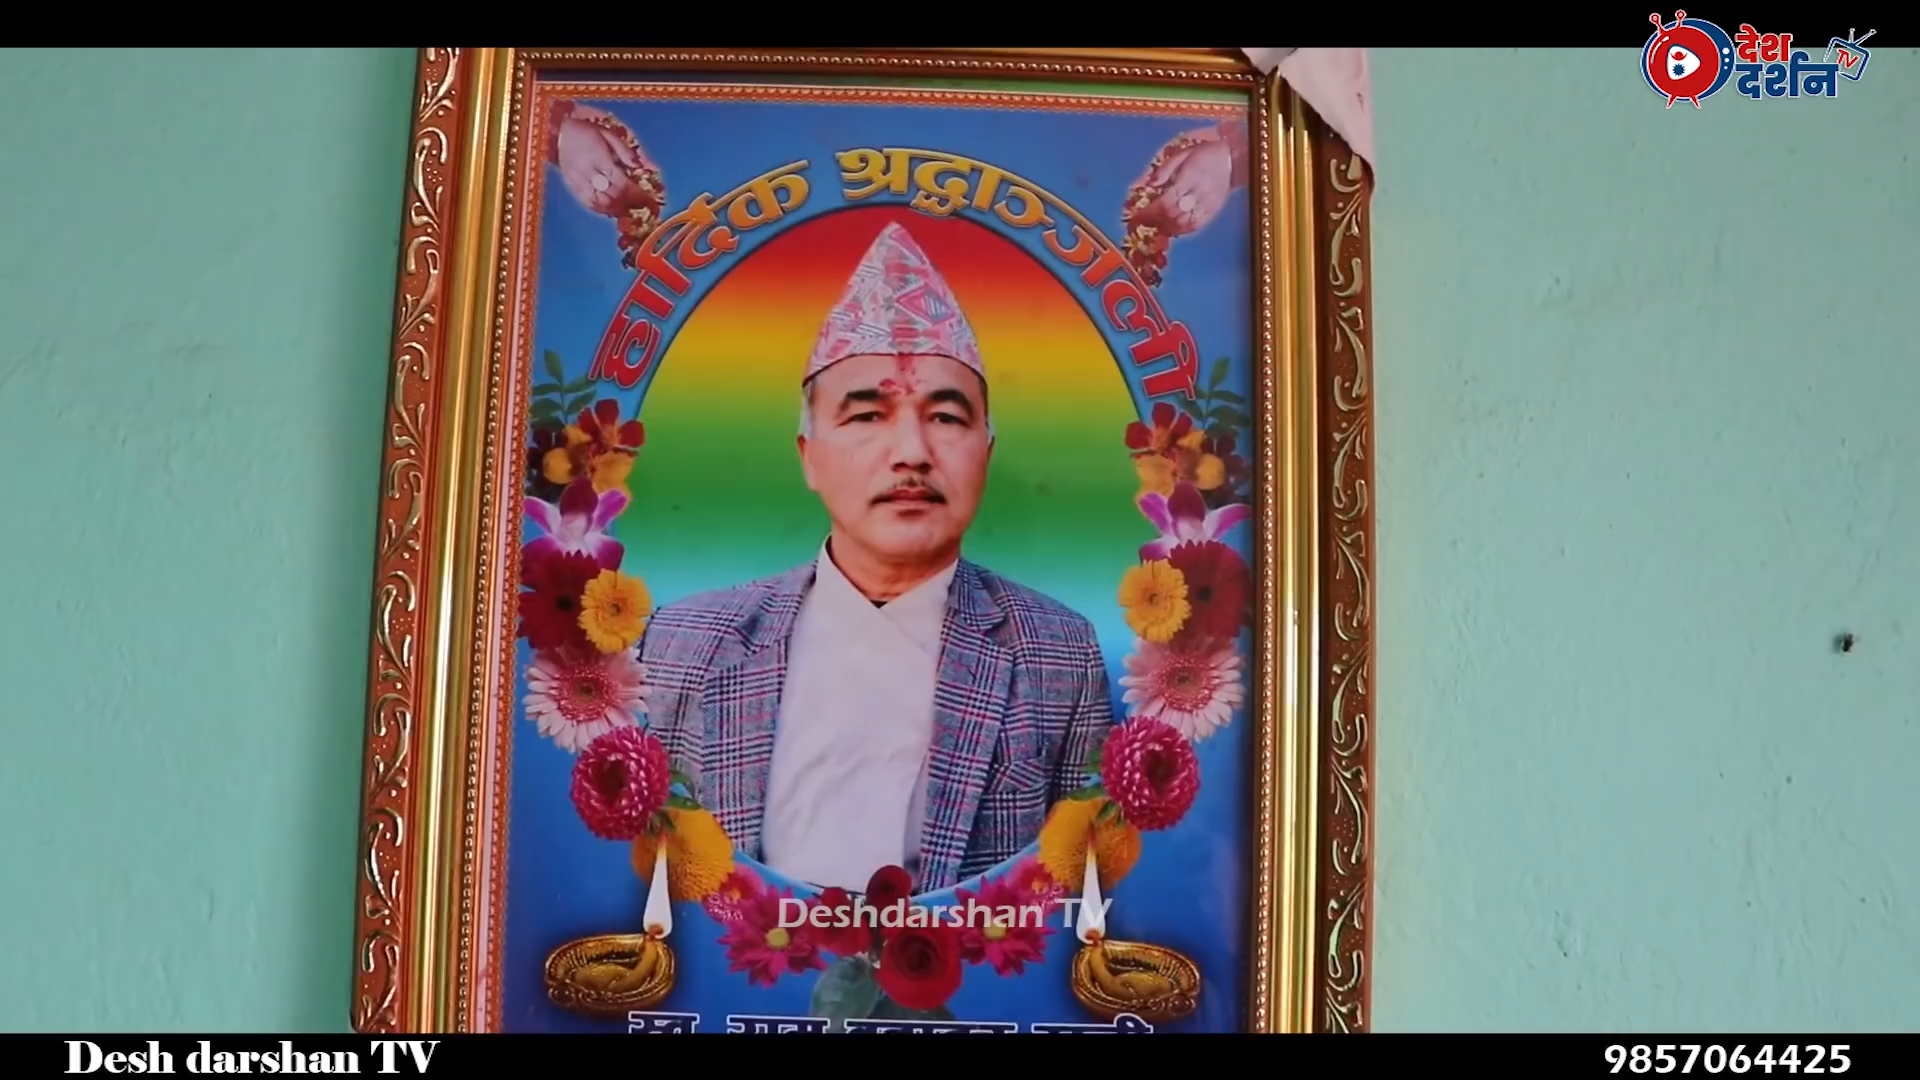 देश
दर्शन TV
हार्दिक श्रद्धाञ्जली
Deshdarshan TV
Desh darshan TV
9857064425